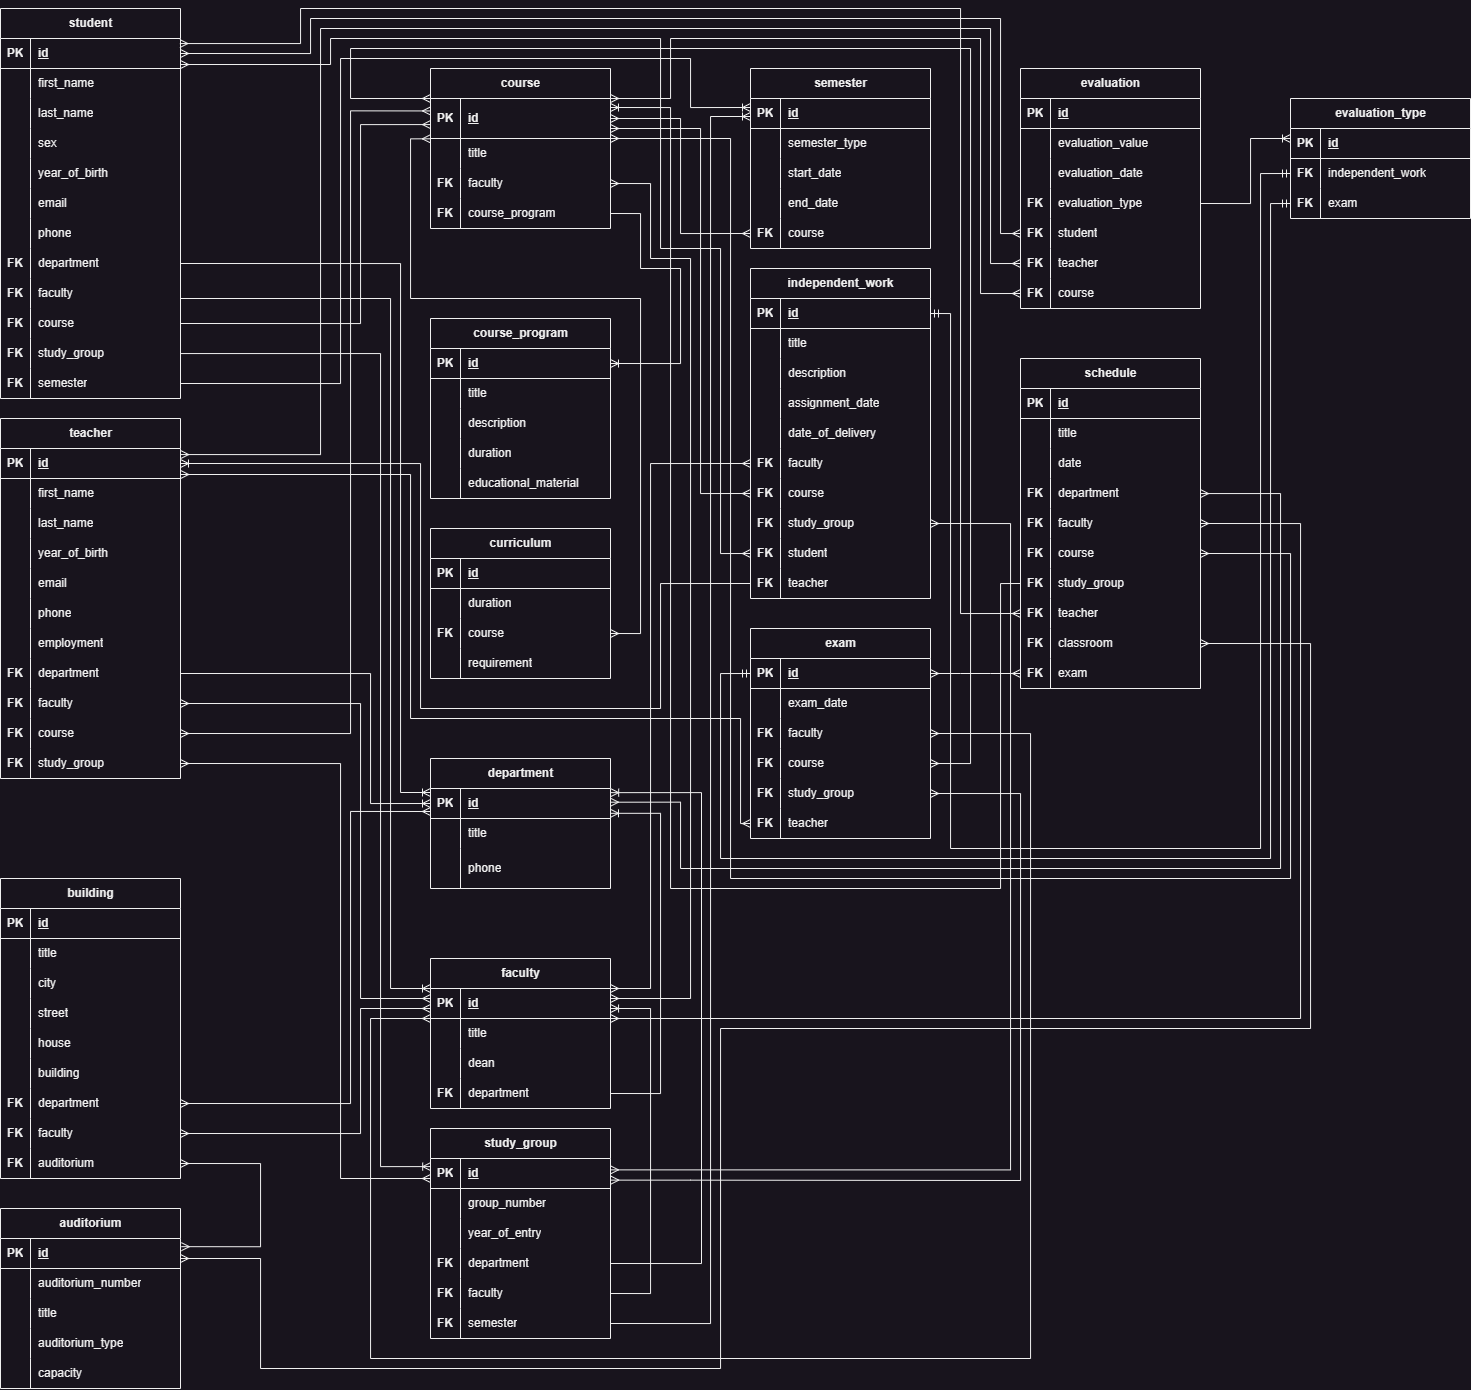 student
PK id
first_name
last_name
sex
year_of_birth
email
phone
FK department
FK faculty
FK course
FK study_group
FK semester
teacher
PK id
first_name
last_name
year_of_birth
email
phone
employment
FK department
FK faculty
FK course
FK study_group
building
PK id
title
city
street
house
building
FK department
FK faculty
FK auditorium
auditorium
PK id
auditorium_number
title
auditorium_type
capacity
course
PK id
title
FK faculty
FK course_program
course_program
PK id
title
description
duration
educational_material
curriculum
PK id
duration
FK course
requirement
department
PK id
title
phone
faculty
PK id
title
dean
FK department
study_group
PK id
group_number
year_of_entry
FK department
FK faculty
FK semester
semester
PK id
semester_type
start_date
end_date
FK course
independent_work
PK id
title
description
assignment_date
date_of_delivery
FK faculty
FK course
FK study_group
FK student
FK teacher
exam
PK id
exam_date
FK faculty
FK course
FK study_group
FK teacher
evaluation
PK id
evaluation_value
evaluation_date
FK evaluation_type
FK student
FK teacher
FK course
schedule
PK id
title
date
FK department
FK faculty
FK course
FK study_group
FK teacher
FK classroom
FK exam
evaluation_type
PK id
FK independent_work
FK exam